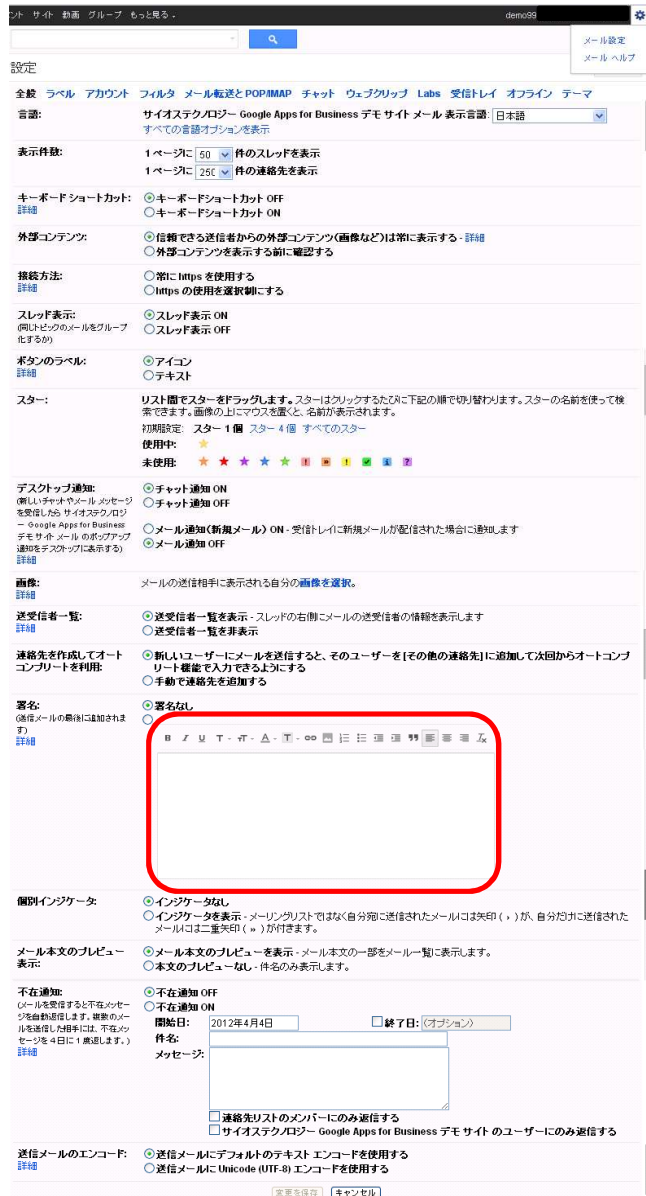 ント サイト 動画 グループ もっと見る
demo99
メール設定
メール ヘルプ
設定
全般 ラベル アカウント フィルタ メール転送と POP/IMAP チャット ウェブクリップ Labs 受信トレイ オフライン テーマ
言語: サイオステクノロジー Google Apps for Business デモ サイト メール 表示言語: 日本語
すべての言語オプションを表示
表示件数: 1 ページに 50 件のスレッドを表示
1 ページに 250 件の連絡先を表示
キーボード ショートカット: キーボードショートカット OFF
詳細 キーボードショートカット ON
外部コンテンツ: 信頼できる送信者からの外部コンテンツ(画像など)は常に表示する - 詳細
外部コンテンツを表示する前に確認する
接続方法: 常に https を使用する
詳細 https の使用を選択制にする
スレッド表示: スレッド表示 ON
(同じトピックのメールをグループ スレッド表示 OFF
化するか)
ボタンのラベル: アイコン
詳細 テキスト
スター: リスト間でスターをドラッグします。スターはクリックするたびに下記の順で切り替わります。スターの名前を使って検
索できます。画像の上にマウスを置くと、名前が表示されます。
初期設定: スター 1 個 スター 4 個 すべてのスター
使用中:
未使用:
デスクトップ通知: チャット通知 ON
(新しいチャットやメール メッセージ チャット通知 OFF
を受信したら サイオステクノロジ
ー Google Apps for Business メール通知(新規メール) ON - 受信トレイに新規メールが配信された場合に通知します
デモ サイト メール のポップアップ メール通知 OFF
通知をデスクトップに表示する)
詳細
画像: メールの送信相手に表示される自分の画像を選択。
詳細
送受信者一覧: 送受信者一覧を表示 - スレッドの右側にメールの送受信者の情報を表示します
詳細 送受信者一覧を非表示
連絡先を作成してオート 新しいユーザーにメールを送信すると、そのユーザーを [その他の連絡先] に追加して次回からオートコンプ
コンプリートを利用: リート機能で入力できるようにする
手動で連絡先を追加する
署名: 署名なし
(送信メールの最後に追加されま
す)
詳細
B I U T T A T
個別インジケータ: インジケータなし
インジケータを表示 - メーリングリストではなく自分宛に送信されたメールには矢印 ( › ) が、自分だけに送信された
メールには二重矢印 ( » ) が付きます。
メール本文のプレビュー メール本文のプレビューを表示 - メール本文の一部をメール一覧に表示します。
表示: 本文のプレビューなし - 件名のみ表示します。
不在通知: 不在通知 OFF
(メールを受信すると不在メッセー 不在通知 ON
ジを自動返信します。複数のメー 開始日: 2012年4月4日 終了日: (オプション)
ルを送信した相手には、不在メッ 件名:
セージを 4 日に 1 度返します。) メッセージ:
詳細
連絡先リストのメンバーにのみ返信する
サイオステクノロジー Google Apps for Business デモ サイト のユーザーにのみ返信する
送信メールのエンコード: 送信メールにデフォルトのテキスト エンコードを使用する
詳細 送信メールに Unicode (UTF-8) エンコードを使用する
変更を保存 キャンセル